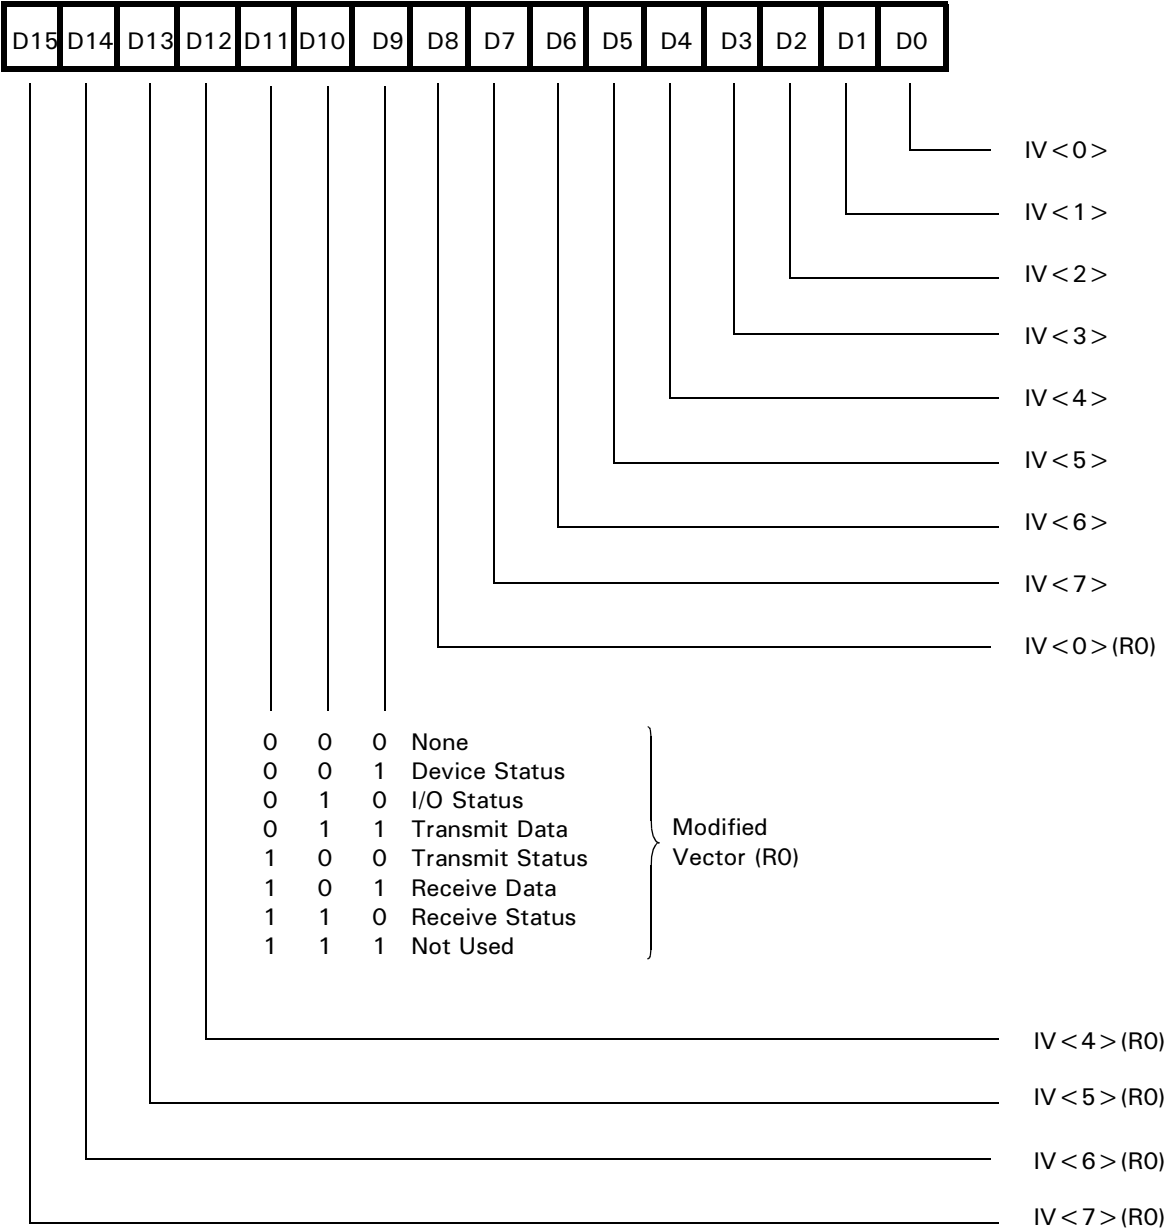 D15 D14 D13 D12 D11 D10 D9 D8 D7 D6 D5 D4 D3 D2 D1 D0
IV<0>
IV<1>
IV<2>
IV<3>
IV<4>
IV<5>
IV<6>
IV<7>
IV<0>(R0)
0 0 0 None
0 0 1 Device Status
0 1 0 I/O Status
0 1 1 Transmit Data
1 0 0 Transmit Status
1 0 1 Receive Data
1 1 0 Receive Status
1 1 1 Not Used
Modified
Vector (R0)
IV<4>(R0)
IV<5>(R0)
IV<6>(R0)
IV<7>(R0)